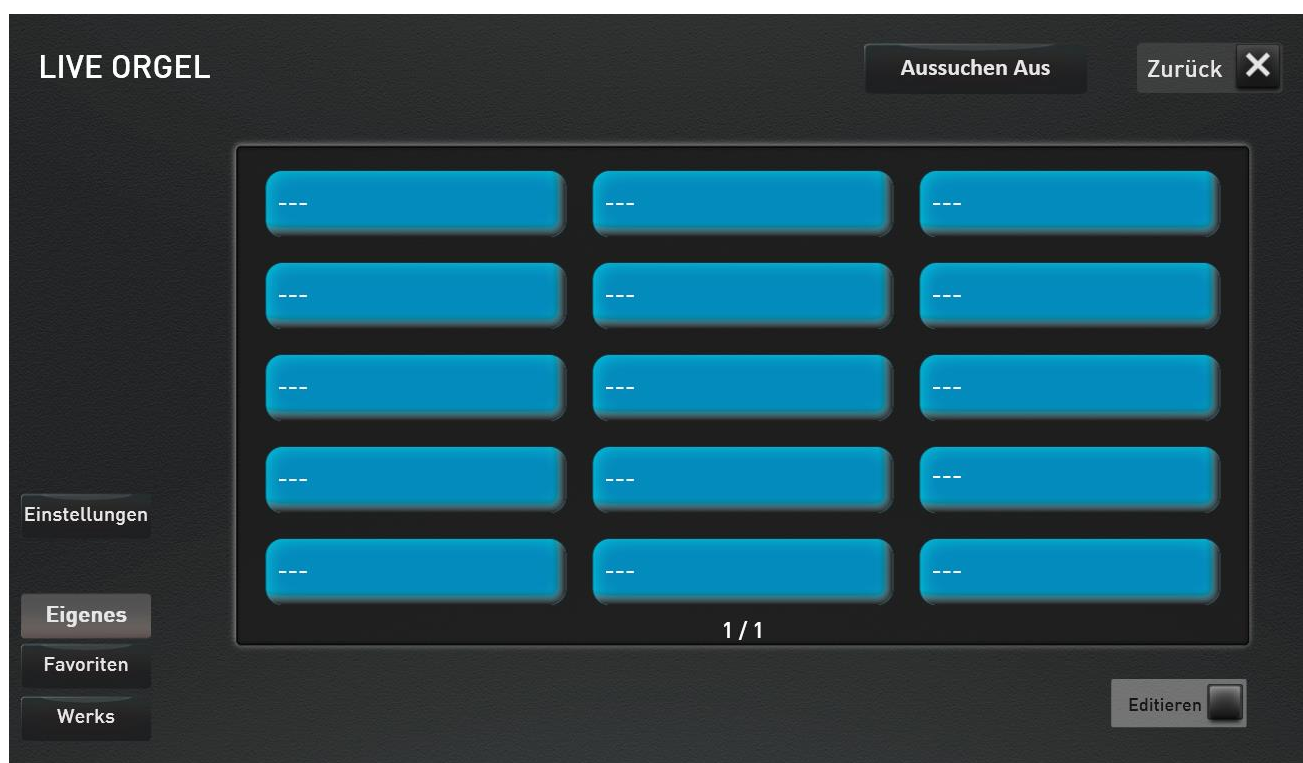 LIVE ORGEL
Aussuchen Aus
Zurück
--- --- ---
--- --- ---
--- --- ---
--- --- ---
--- --- ---
1 / 1
Einstellungen
Eigenes
Favoriten
Werks
Editieren